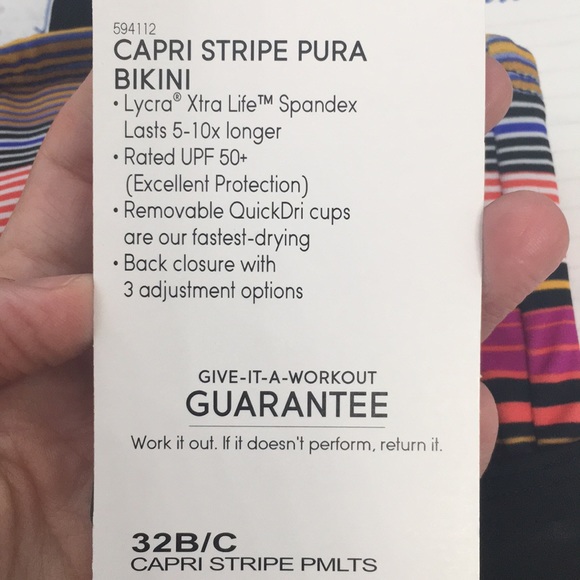 594112
CAPRI STRIPE PURA
BIKINI
• Lycra® Xtra Life™ Spandex
Lasts 5-10x longer
• Rated UPF 50+
(Excellent Protection)
• Removable QuickDri cups
are our fastest-drying
• Back closure with
3 adjustment options
GIVE-IT-A-WORKOUT
GUARANTEE
Work it out. If it doesn't perform, return it.
32B/C
CAPRI STRIPE PMLTS